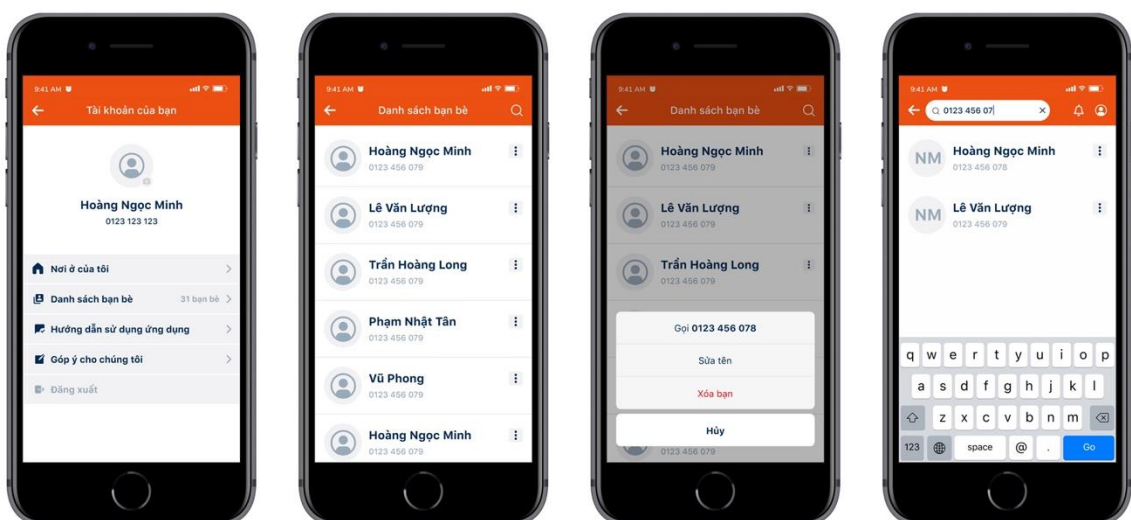 9:41 AM
Tài khoản của bạn
Hoàng Ngọc Minh
0123 123 123
Nơi ở của tôi
Danh sách bạn bè 31 bạn bè
Hướng dẫn sử dụng ứng dụng
Góp ý cho chúng tôi
Đăng xuất
9:41 AM
Danh sách bạn bè
Hoàng Ngọc Minh
0123 456 079
Lê Văn Lượng
0123 456 079
Trần Hoàng Long
0123 456 079
Phạm Nhật Tân
0123 456 079
Vũ Phong
0123 456 079
Hoàng Ngọc Minh
0123 456 079
9:41 AM
Danh sách bạn bè
Hoàng Ngọc Minh
0123 456 079
Lê Văn Lượng
0123 456 079
Trần Hoàng Long
0123 456 079
Gọi 0123 456 078
Sửa tên
Xóa bạn
Hủy
0123 456 079
9:41 AM
0123 456 07
NM Hoàng Ngọc Minh
0123 456 078
NM Lê Văn Lượng
0123 456 079
q w e r t y u i o p
a s d f g h j k l
z x c v b n m
123 space @ . Go